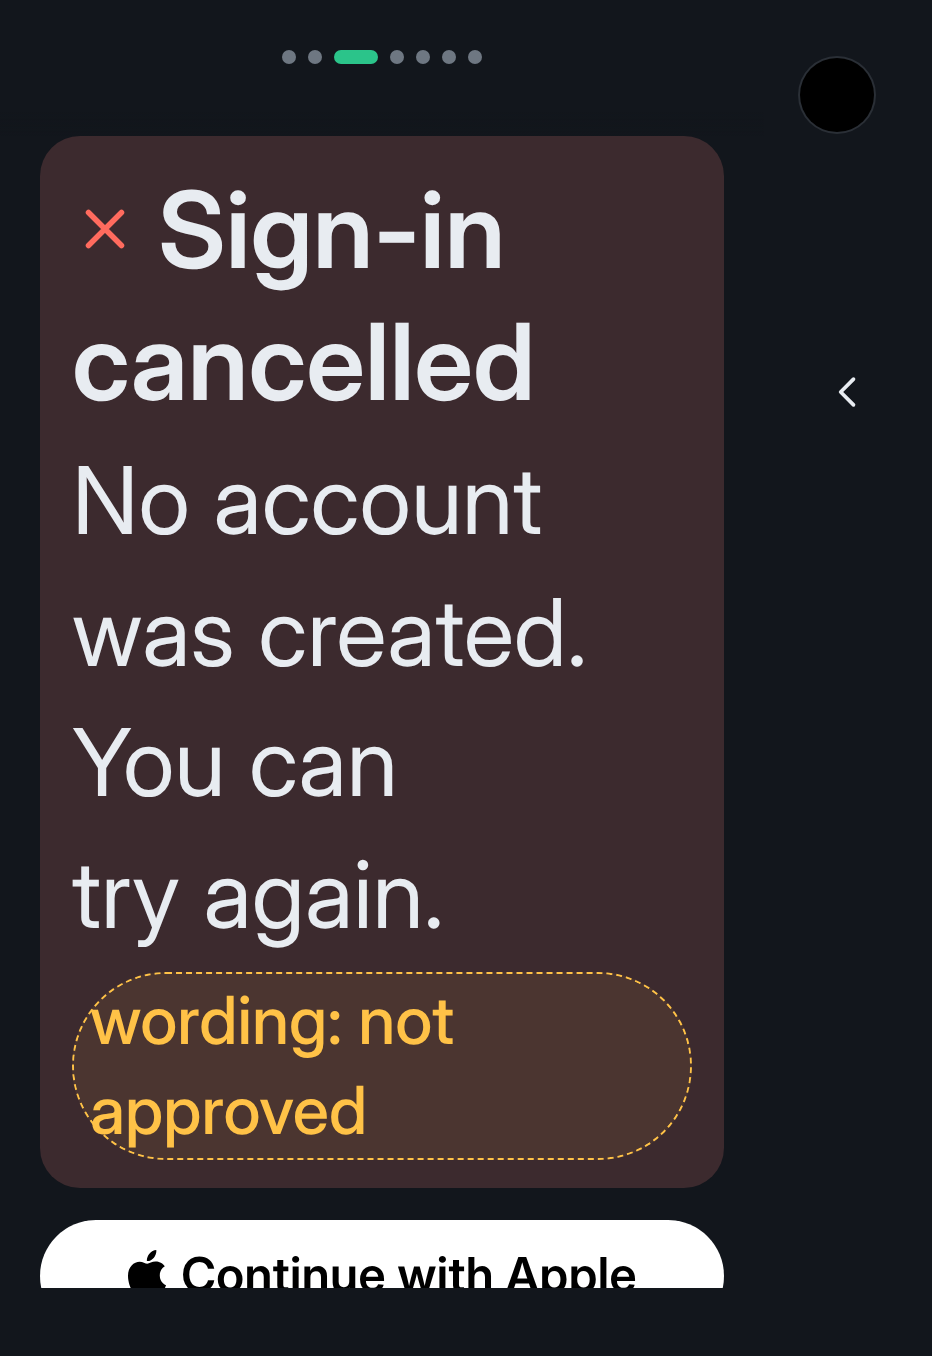 Sign-in
cancelled
No account
was created.
You can
try again.
wording: not
approved
Continue with Apple